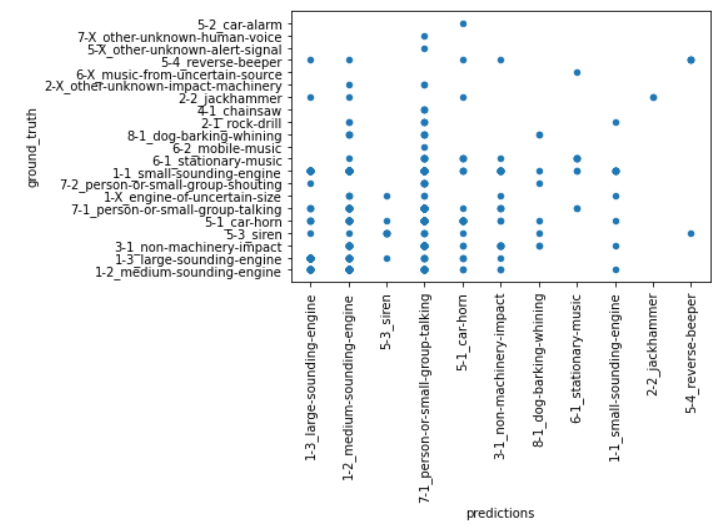 5-2_car-alarm
7-X_other-unknown-human-voice
5-X_other-unknown-alert-signal
5-4_reverse-beeper
6-X_music-from-uncertain-source
2-X_other-unknown-impact-machinery
2-2_jackhammer
4-1_chainsaw
2-1_rock-drill
8-1_dog-barking-whining
6-2_mobile-music
6-1_stationary-music
1-1_small-sounding-engine
7-2_person-or-small-group-shouting
1-X_engine-of-uncertain-size
7-1_person-or-small-group-talking
5-1_car-horn
5-3_siren
3-1_non-machinery-impact
1-3_large-sounding-engine
1-2_medium-sounding-engine
ground_truth
1-3_large-sounding-engine
1-2_medium-sounding-engine
5-3_siren
7-1_person-or-small-group-talking
5-1_car-horn
3-1_non-machinery-impact
8-1_dog-barking-whining
6-1_stationary-music
1-1_small-sounding-engine
2-2_jackhammer
5-4_reverse-beeper
predictions